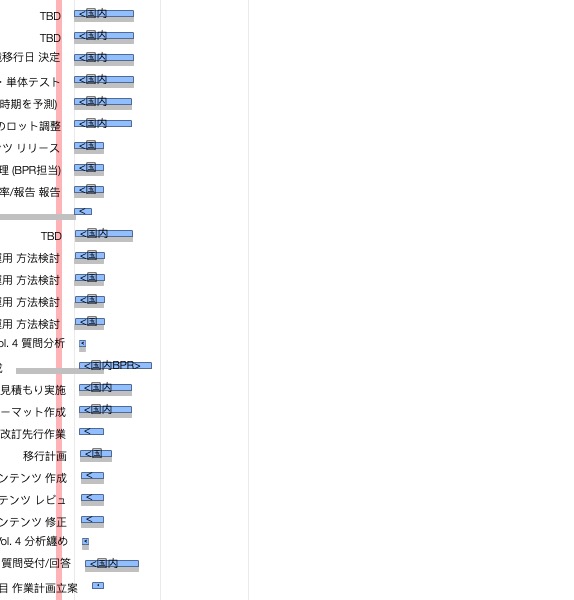 TBD <国内
TBD <国内
移行日 決定 <国内
・単体テスト <国内
時期を予測) <国内
のロット調整 <国内
ツ リリース <国
理 (BPR担当) <国
率/報告 報告 <国
<
TBD <国内
用 方法検討 <国
用 方法検討 <国
用 方法検討 <国
用 方法検討 <国
ol. 4 質問分析
<国内BPR>
見積もり実施 <国内
ーマット作成 <国内
改訂先行作業 <
移行計画 <国
ンテンツ 作成 <
テンツ レビュ <
ンテンツ 修正 <
Vol. 4 分析纏め
質問受付/回答 <国内
目 作業計画立案